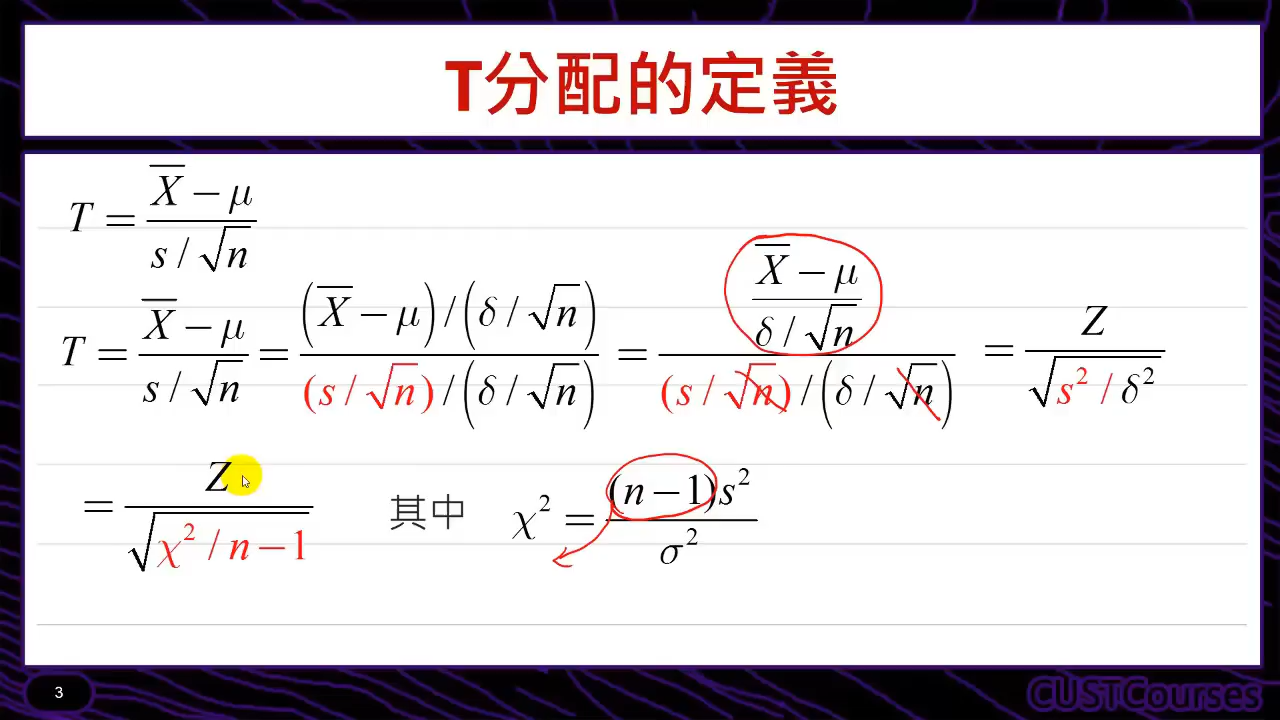 T分配的定義
T = (X̅ − μ) / (s / √n)
T = (X̅ − μ) / (s / √n) = ((X̅ − μ) / (δ / √n)) / ((s / √n) / (δ / √n)) = ((X̅ − μ) / (δ / √n)) / ((s / √n) / (δ / √n)) = Z / √(s² / δ²)
= Z / √(χ² / n − 1) 其中 χ² = (n − 1)s² / σ²
3
CUSTCourses